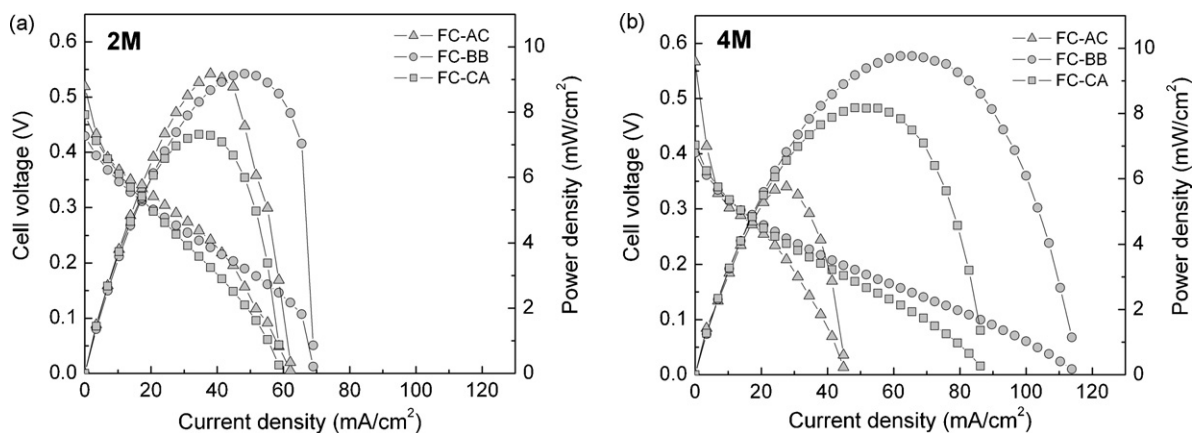 (a)
2M
FC-AC
FC-BB
FC-CA
Cell voltage (V)
0.6
0.5
0.4
0.3
0.2
0.1
0.0
Power density (mW/cm²)
10
8
6
4
2
0
0 20 40 60 80 100 120
Current density (mA/cm²)
(b)
4M
FC-AC
FC-BB
FC-CA
Cell voltage (V)
0.6
0.5
0.4
0.3
0.2
0.1
0.0
Power density (mW/cm²)
10
8
6
4
2
0
0 20 40 60 80 100 120
Current density (mA/cm²)